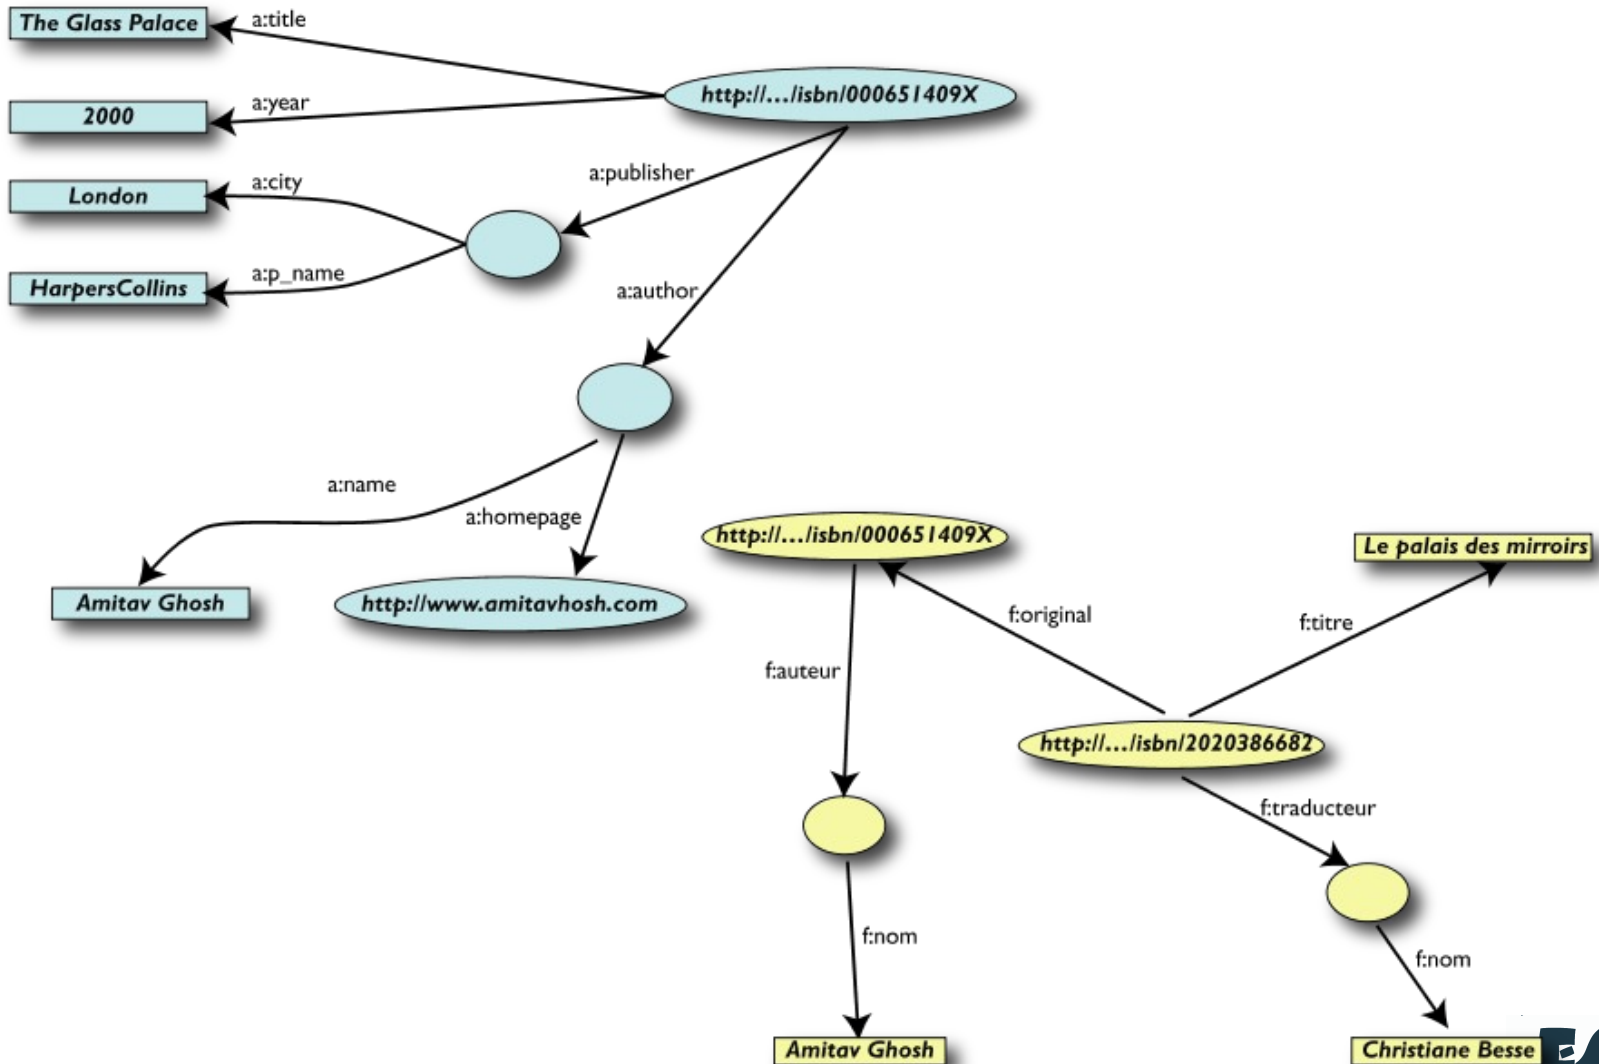 The Glass Palace
a:title
http://.../isbn/000651409X
2000
a:year
a:publisher
London
a:city
HarpersCollins
a:p_name
a:author
a:name
a:homepage
Amitav Ghosh
http://www.amitavhosh.com
http://.../isbn/000651409X
Le palais des mirroirs
f:original
f:titre
f:auteur
http://.../isbn/2020386682
f:traducteur
f:nom
f:nom
Amitav Ghosh
Christiane Besse